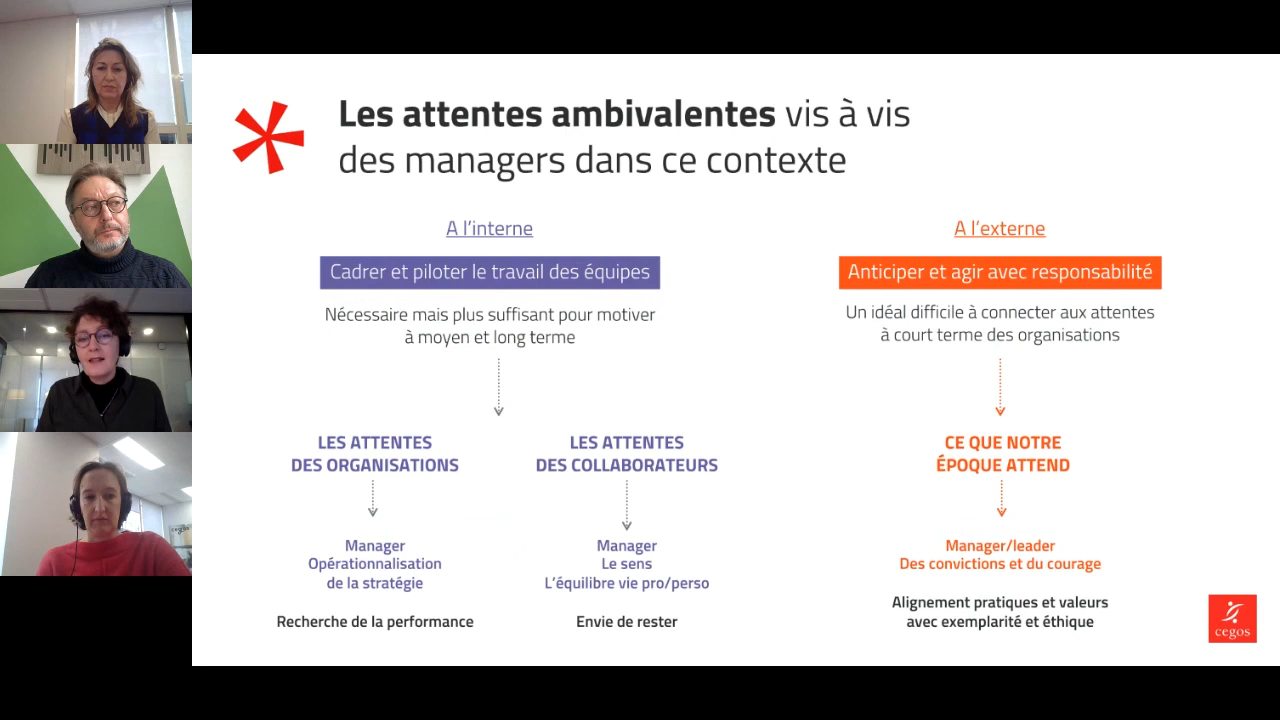 Les attentes ambivalentes vis à vis
des managers dans ce contexte
A l'interne
Cadrer et piloter le travail des équipes
Nécessaire mais plus suffisant pour motiver
à moyen et long terme
LES ATTENTES
DES ORGANISATIONS
Manager
Opérationnalisation
de la stratégie
Recherche de la performance
LES ATTENTES
DES COLLABORATEURS
Manager
Le sens
L'équilibre vie pro/perso
Envie de rester
A l'externe
Anticiper et agir avec responsabilité
Un idéal difficile à connecter aux attentes
à court terme des organisations
CE QUE NOTRE
ÉPOQUE ATTEND
Manager/leader
Des convictions et du courage
Alignement pratiques et valeurs
avec exemplarité et éthique
cegos
cegos